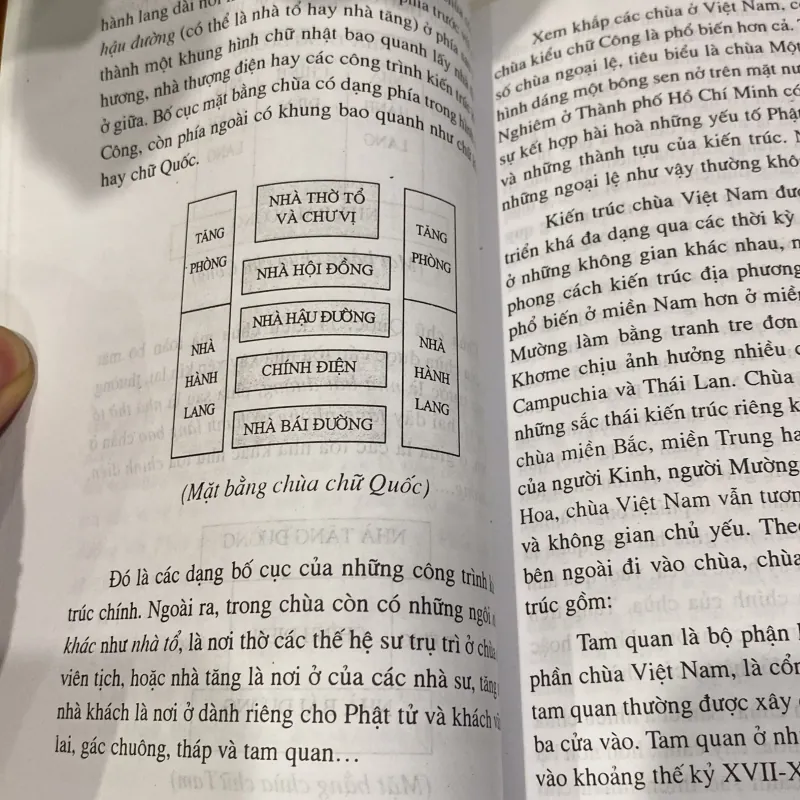 hành lang dài nối
phía trước
hậu đường (có thể là nhà tổ hay nhà tăng) ở phía
thành một khung hình chữ nhật bao quanh lấy nhà
hương, nhà thượng điện hay các công trình kiến trúc
ở giữa. Bố cục mặt bằng chùa có dạng phía trong
Công, còn phía ngoài có khung bao quanh như chữ
hay chữ Quốc.
NHÀ THỜ TỔ
VÀ CHƯ VỊ
TĂNG
PHÒNG
TĂNG
PHÒNG
NHÀ HỘI ĐỒNG
NHÀ HẬU ĐƯỜNG
NHÀ
HÀNH
LANG
CHÍNH ĐIỆN
NHÀ
HÀNH
LANG
NHÀ BÁI ĐƯỜNG
(Mặt bằng chùa chữ Quốc)
Đó là các dạng bố cục của những công trình
trúc chính. Ngoài ra, trong chùa còn có những ngôi
khác như nhà tổ, là nơi thờ các thế hệ sư trụ trì ở
viên tịch, hoặc nhà tăng là nơi ở của các nhà sư, tăng
nhà khách là nơi ở dành riêng cho Phật tử và khách
lai, gác chuông, tháp và tam quan...
Xem khắp các chùa ở Việt Nam,
chùa kiểu chữ Công là phổ biến hơn cả.
số chùa ngoại lệ, tiêu biểu là chùa Một
hình dáng một bông sen nở trên mặt
Nghiêm ở Thành phố Hồ Chí Minh có
sự kết hợp hài hoà những yếu tố Phật
và những thành tựu của kiến trúc.
những ngoại lệ như vậy thường
Kiến trúc chùa Việt Nam
triển khá đa dạng qua các thời kỳ
ở những không gian khác nhau,
phong cách kiến trúc địa phương
phổ biến ở miền Nam hơn ở
Mường làm bằng tranh tre đơn
Khơme chịu ảnh hưởng nhiều
Campuchia và Thái Lan. Chùa
những sắc thái kiến trúc riêng
chùa miền Bắc, miền Trung
của người Kinh, người Mường
Hoa, chùa Việt Nam vẫn
và không gian chủ yếu.
bên ngoài đi vào chùa, chùa
trúc gồm:
Tam quan là bộ phận
phần chùa Việt Nam, là
tam quan thường được xây
ba cửa vào. Tam quan ở
vào khoảng thế kỷ